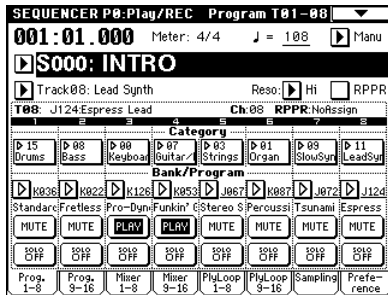 SEQUENCER P0:Play/REC Program T01-08
001:01.000 Meter: 4/4 ♩= 108 Manu
S000: INTRO
Track08: Lead Synth Reso: Hi RPPR
T08: J124:Espress Lead Ch:08 RPPR:NoAssign
1 2 3 4 5 6 7 8
Category
15 08 00 07 03 01 09 11
Drums Bass Keyboar Guitar/ Strings Organ SlowSyn LeadSyn
Bank/Program
K036 K022 K126 K053 J067 K087 J072 J124
Standard Fretless Pro-Dyn Funkin' Stereo S Percussi Tsunami Espress
MUTE MUTE PLAY PLAY MUTE MUTE MUTE MUTE
SOLO SOLO SOLO SOLO SOLO SOLO SOLO SOLO
OFF OFF OFF OFF OFF OFF OFF OFF
Prog. Prog. Mixer Mixer PlyLoop PlyLoop Sampling Prefe-
1-8 9-16 1-8 9-16 1-8 9-16 rence